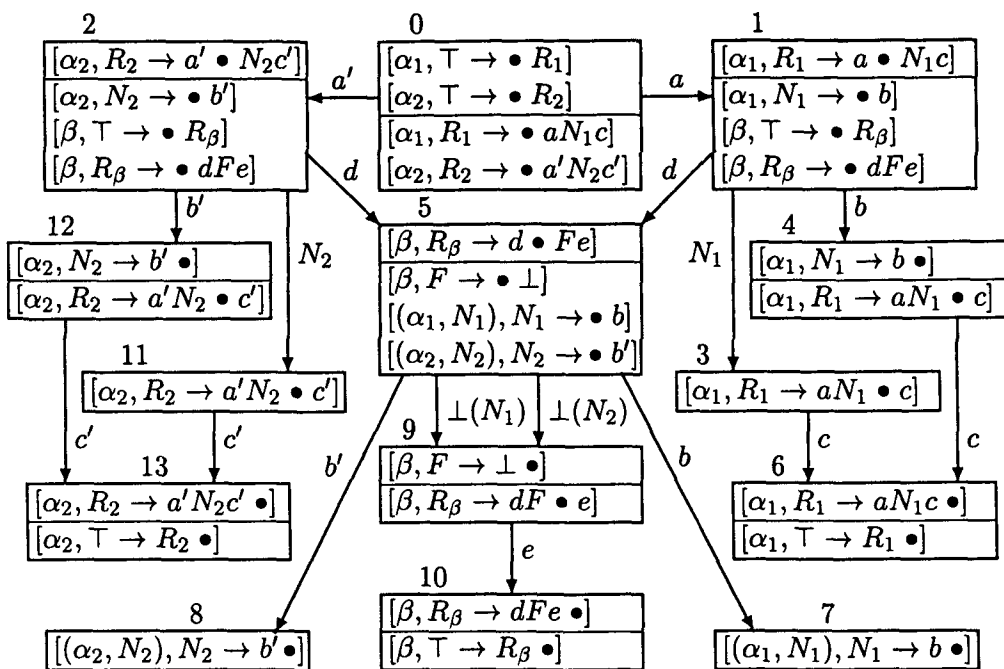 2
[α₂, R₂ → a′ • N₂c′]
[α₂, N₂ → • b′]
[β, ⊤ → • R_β]
[β, R_β → • dFe]
a′
0
[α₁, ⊤ → • R₁]
[α₂, ⊤ → • R₂]
[α₁, R₁ → • aN₁c]
[α₂, R₂ → • a′N₂c′]
a
1
[α₁, R₁ → a • N₁c]
[α₁, N₁ → • b]
[β, ⊤ → • R_β]
[β, R_β → • dFe]
b′
N₂
d
d
N₁
b
12
[α₂, N₂ → b′ •]
[α₂, R₂ → a′N₂ • c′]
5
[β, R_β → d • Fe]
[β, F → • ⊥]
[(α₁, N₁), N₁ → • b]
[(α₂, N₂), N₂ → • b′]
4
[α₁, N₁ → b •]
[α₁, R₁ → aN₁ • c]
11
[α₂, R₂ → a′N₂ • c′]
3
[α₁, R₁ → aN₁ • c]
c′
c′
b′
⊥(N₁)
⊥(N₂)
b
c
c
13
[α₂, R₂ → a′N₂c′ •]
[α₂, ⊤ → R₂ •]
9
[β, F → ⊥ •]
[β, R_β → dF • e]
6
[α₁, R₁ → aN₁c •]
[α₁, ⊤ → R₁ •]
e
8
[(α₂, N₂), N₂ → b′ •]
10
[β, R_β → dFe •]
[β, ⊤ → R_β •]
7
[(α₁, N₁), N₁ → b •]